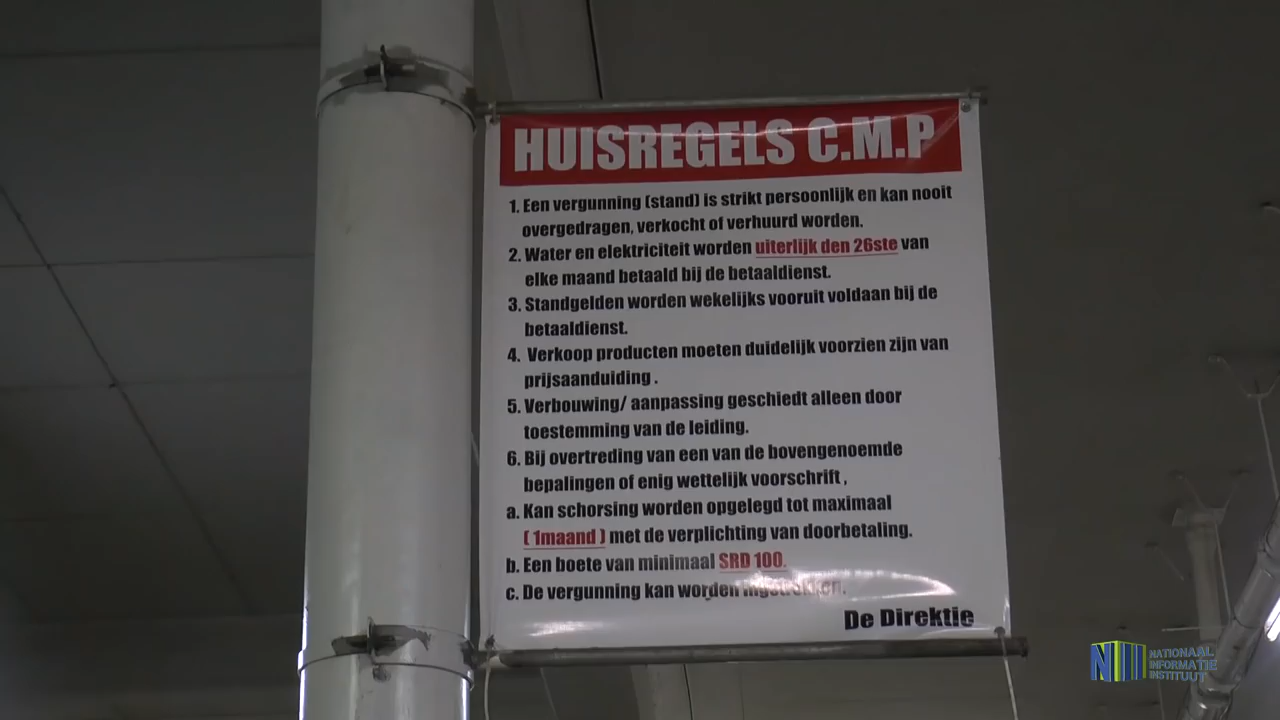 HUISREGELS C.M.P
1. Een vergunning (stand) is strikt persoonlijk en kan nooit
overgedragen, verkocht of verhuurd worden.
2. Water en elektriciteit worden uiterlijk den 26ste van
elke maand betaald bij de betaaldienst.
3. Standgelden worden wekelijks vooruit voldaan bij de
betaaldienst.
4. Verkoop producten moeten duidelijk voorzien zijn van
prijsaanduiding .
5. Verbouwing/ aanpassing geschiedt alleen door
toestemming van de leiding.
6. Bij overtreding van een van de bovengenoemde
bepalingen of enig wettelijk voorschrift ,
a. Kan schorsing worden opgelegd tot maximaal
( 1maand ) met de verplichting van doorbetaling.
b. Een boete van minimaal SRD 100.
c. De vergunning kan worden ingetrokken.
De Direktie
NII NATIONAAL
INFORMATIE
INSTITUUT